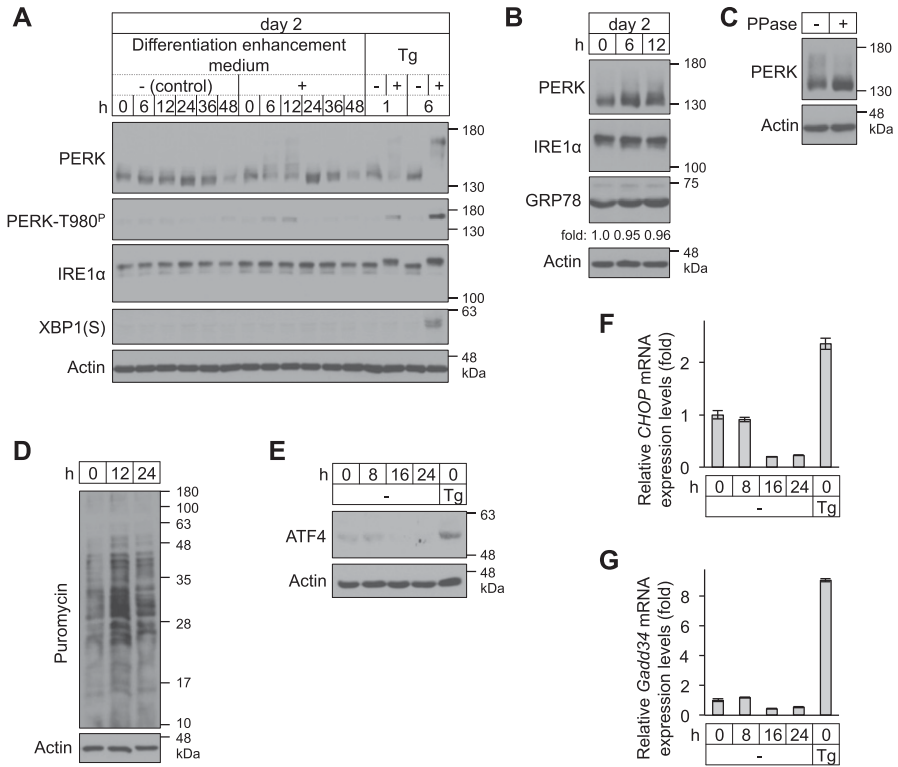 A
day 2
Differentiation enhancement
medium
Tg
- (control)
+
- + - +
h 0 6 12 24 36 48 0 6 12 24 36 48 1 6
PERK
180
130
PERK-T980P
180
130
IRE1α
100
XBP1(S)
63
Actin
48
kDa
B
day 2
h 0 6 12
PERK
180
130
IRE1α
100
GRP78
75
fold: 1.0 0.95 0.96
Actin
48
kDa
C
PPase - +
PERK
180
130
Actin
48
kDa
D
h 0 12 24
Puromycin
180
100
63
48
35
28
17
10
Actin
48
kDa
E
h 0 8 16 24 0
- Tg
ATF4
63
48
Actin
48
kDa
F
Relative CHOP mRNA
expression levels (fold)
2
1
0
h 0 8 16 24 0
- Tg
G
Relative Gadd34 mRNA
expression levels (fold)
8
6
4
2
0
h 0 8 16 24 0
- Tg